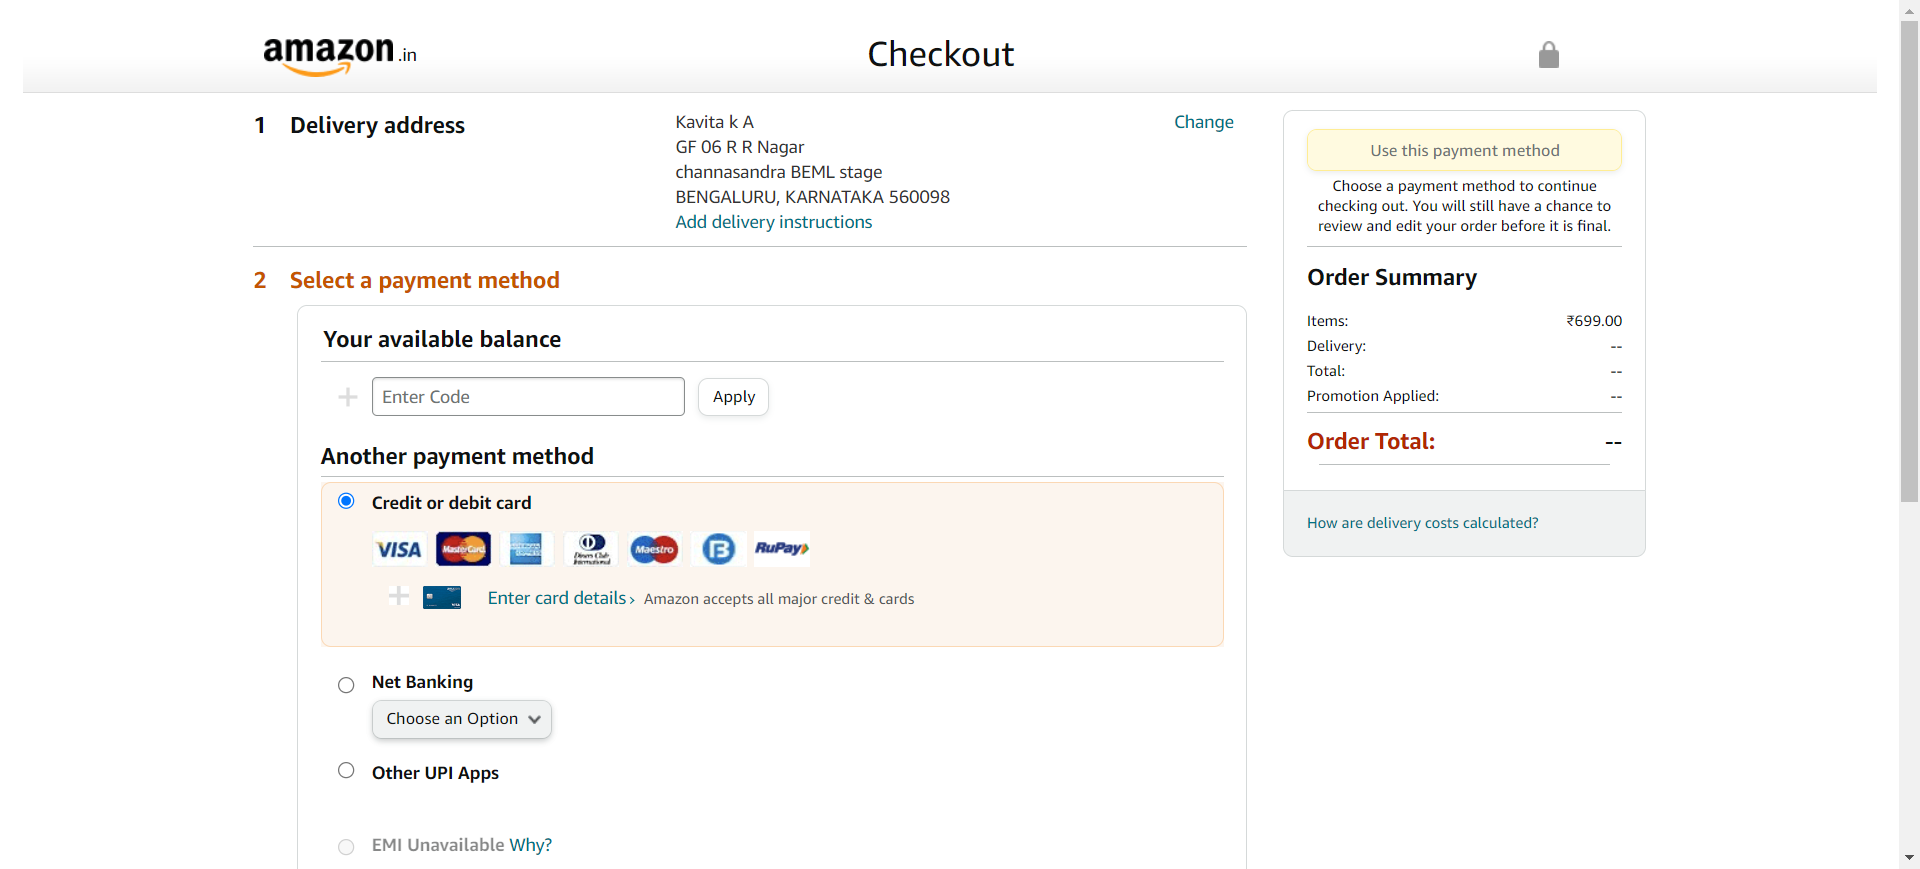 amazon.in
Checkout
1 Delivery address
Kavita k A
GF 06 R R Nagar
channasandra BEML stage
BENGALURU, KARNATAKA 560098
Add delivery instructions
Change
2 Select a payment method
Your available balance
Enter Code
Apply
Another payment method
Credit or debit card
VISA MasterCard Diners Club International Maestro B RuPay
Enter card details › Amazon accepts all major credit & cards
Net Banking
Choose an Option
Other UPI Apps
EMI Unavailable Why?
Use this payment method
Choose a payment method to continue
checking out. You will still have a chance to
review and edit your order before it is final.
Order Summary
Items: ₹699.00
Delivery: --
Total: --
Promotion Applied: --
Order Total: --
How are delivery costs calculated?